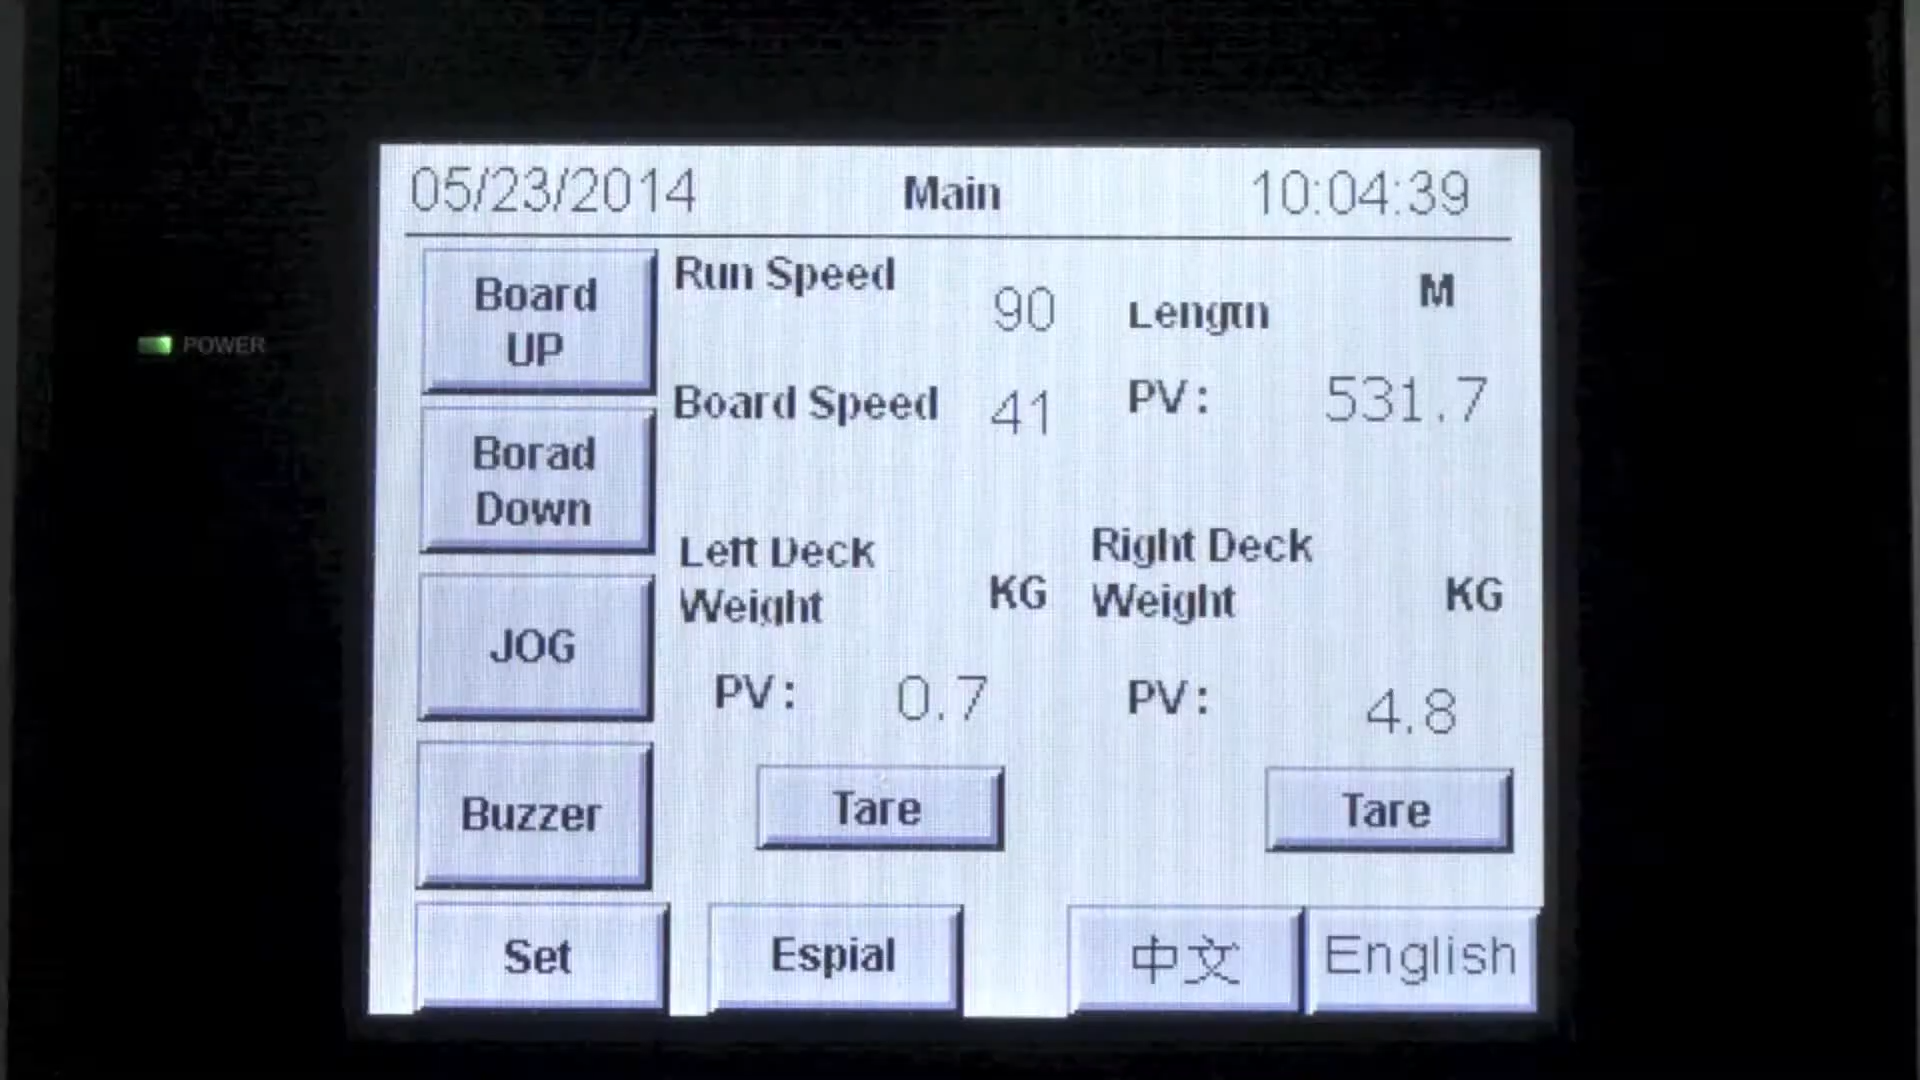 05/23/2014 Main 10:04:39
Board
UP
Run Speed 90
Length M
POWER
Borad
Down
Board Speed 41
PV: 531.7
Left Deck
Weight KG
Right Deck
Weight KG
JOG
PV: 0.7
PV: 4.8
Buzzer
Tare
Tare
Set
Espial
中文
English